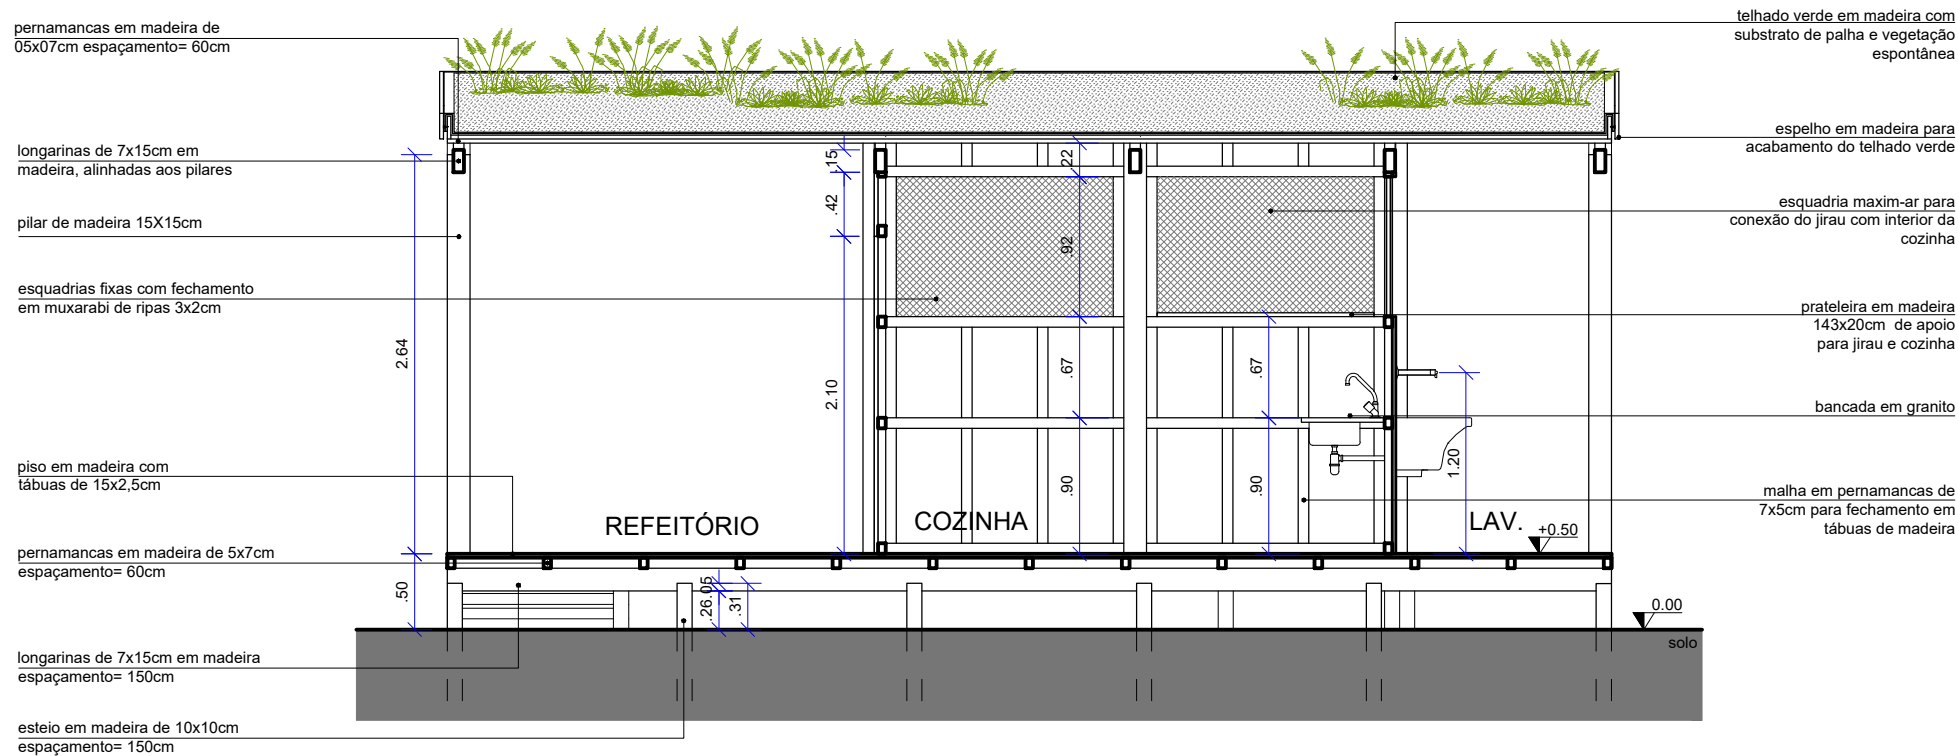 pernamancas em madeira de
05x07cm espaçamento= 60cm
longarinas de 7x15cm em
madeira, alinhadas aos pilares
pilar de madeira 15X15cm
esquadrias fixas com fechamento
em muxarabi de ripas 3x2cm
piso em madeira com
tábuas de 15x2,5cm
pernamancas em madeira de 5x7cm
espaçamento= 60cm
longarinas de 7x15cm em madeira
espaçamento= 150cm
esteio em madeira de 10x10cm
espaçamento= 150cm
2.64
.50
.15
.42
2.10
.22
.92
.67
.90
.67
.90
1.20
.26
.05
.31
REFEITÓRIO
COZINHA
LAV.
+0.50
0.00
solo
telhado verde em madeira com
substrato de palha e vegetação
espontânea
espelho em madeira para
acabamento do telhado verde
esquadria maxim-ar para
conexão do jirau com interior da
cozinha
prateleira em madeira
143x20cm de apoio
para jirau e cozinha
bancada em granito
malha em pernamancas de
7x5cm para fechamento em
tábuas de madeira